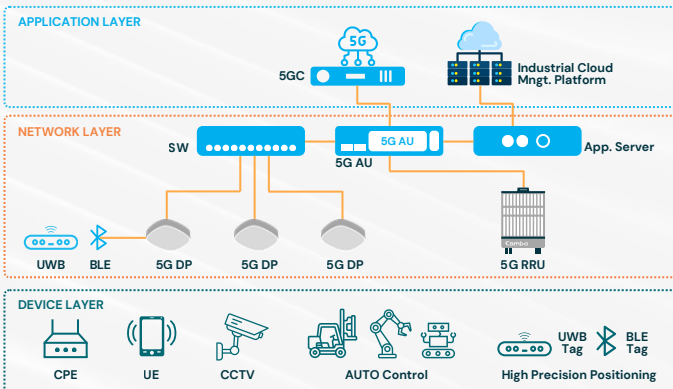 APPLICATION LAYER
5G
5GC
Industrial Cloud
Mngt. Platform
NETWORK LAYER
SW
5G AU
5G AU
App. Server
Comba
UWB
BLE
5G DP
5G DP
5G DP
5G RRU
DEVICE LAYER
CPE
UE
CCTV
AUTO Control
UWB
Tag
BLE
Tag
High Precision Positioning